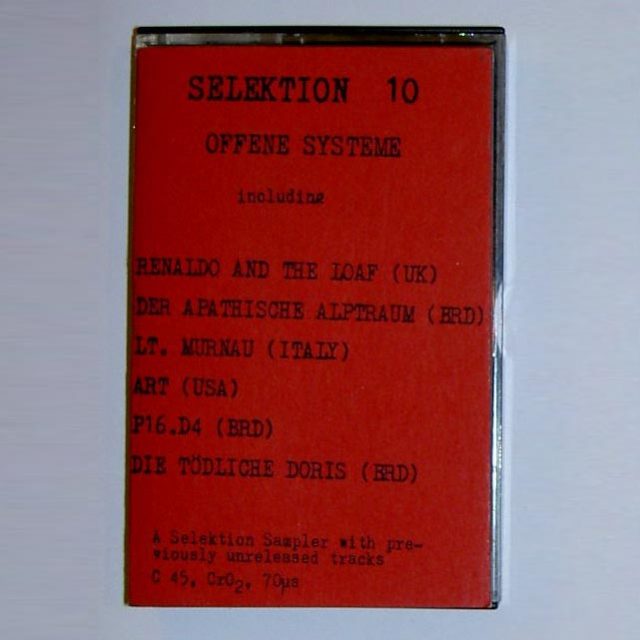 SELEKTION 10
OFFENE SYSTEME
including
RENALDO AND THE LOAF (UK)
DER APATHISCHE ALPTRAUM (BRD)
LT. MURNAU (ITALY)
ART (USA)
P16.D4 (BRD)
DIE TÖDLICHE DORIS (BRD)
A Selektion Sampler with pre-
viously unreleased tracks
C 45, CrO₂, 70µs